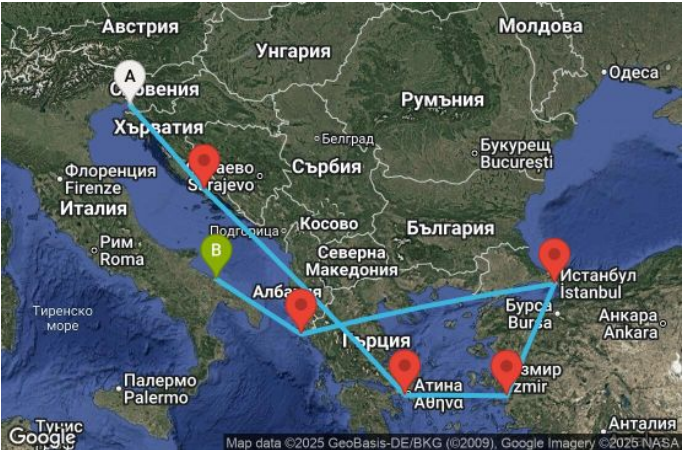 Австрия
Молдова
Унгария
A
Словения
Одеса
Румъния
Хърватия
Белград
Букурещ
București
Флоренция
Firenze
Сърбия
Sarajevo
Италия
Подгорица
Косово
България
B
Рим
Roma
Северна
Македония
Истанбул
İstanbul
Албания
Бурса
Bursa
Анкара
Ankara
Тиренско
море
Гърция
Палермо
Palermo
Атина
Αθήνα
Тунис
Анталия
Google
Map data ©2025 GeoBasis-DE/BKG (©2009), Google Imagery ©2025 NASA